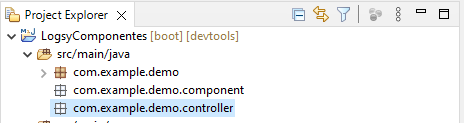 Project Explorer
LogsyComponentes [boot] [devtools]
src/main/java
com.example.demo
com.example.demo.component
com.example.demo.controller